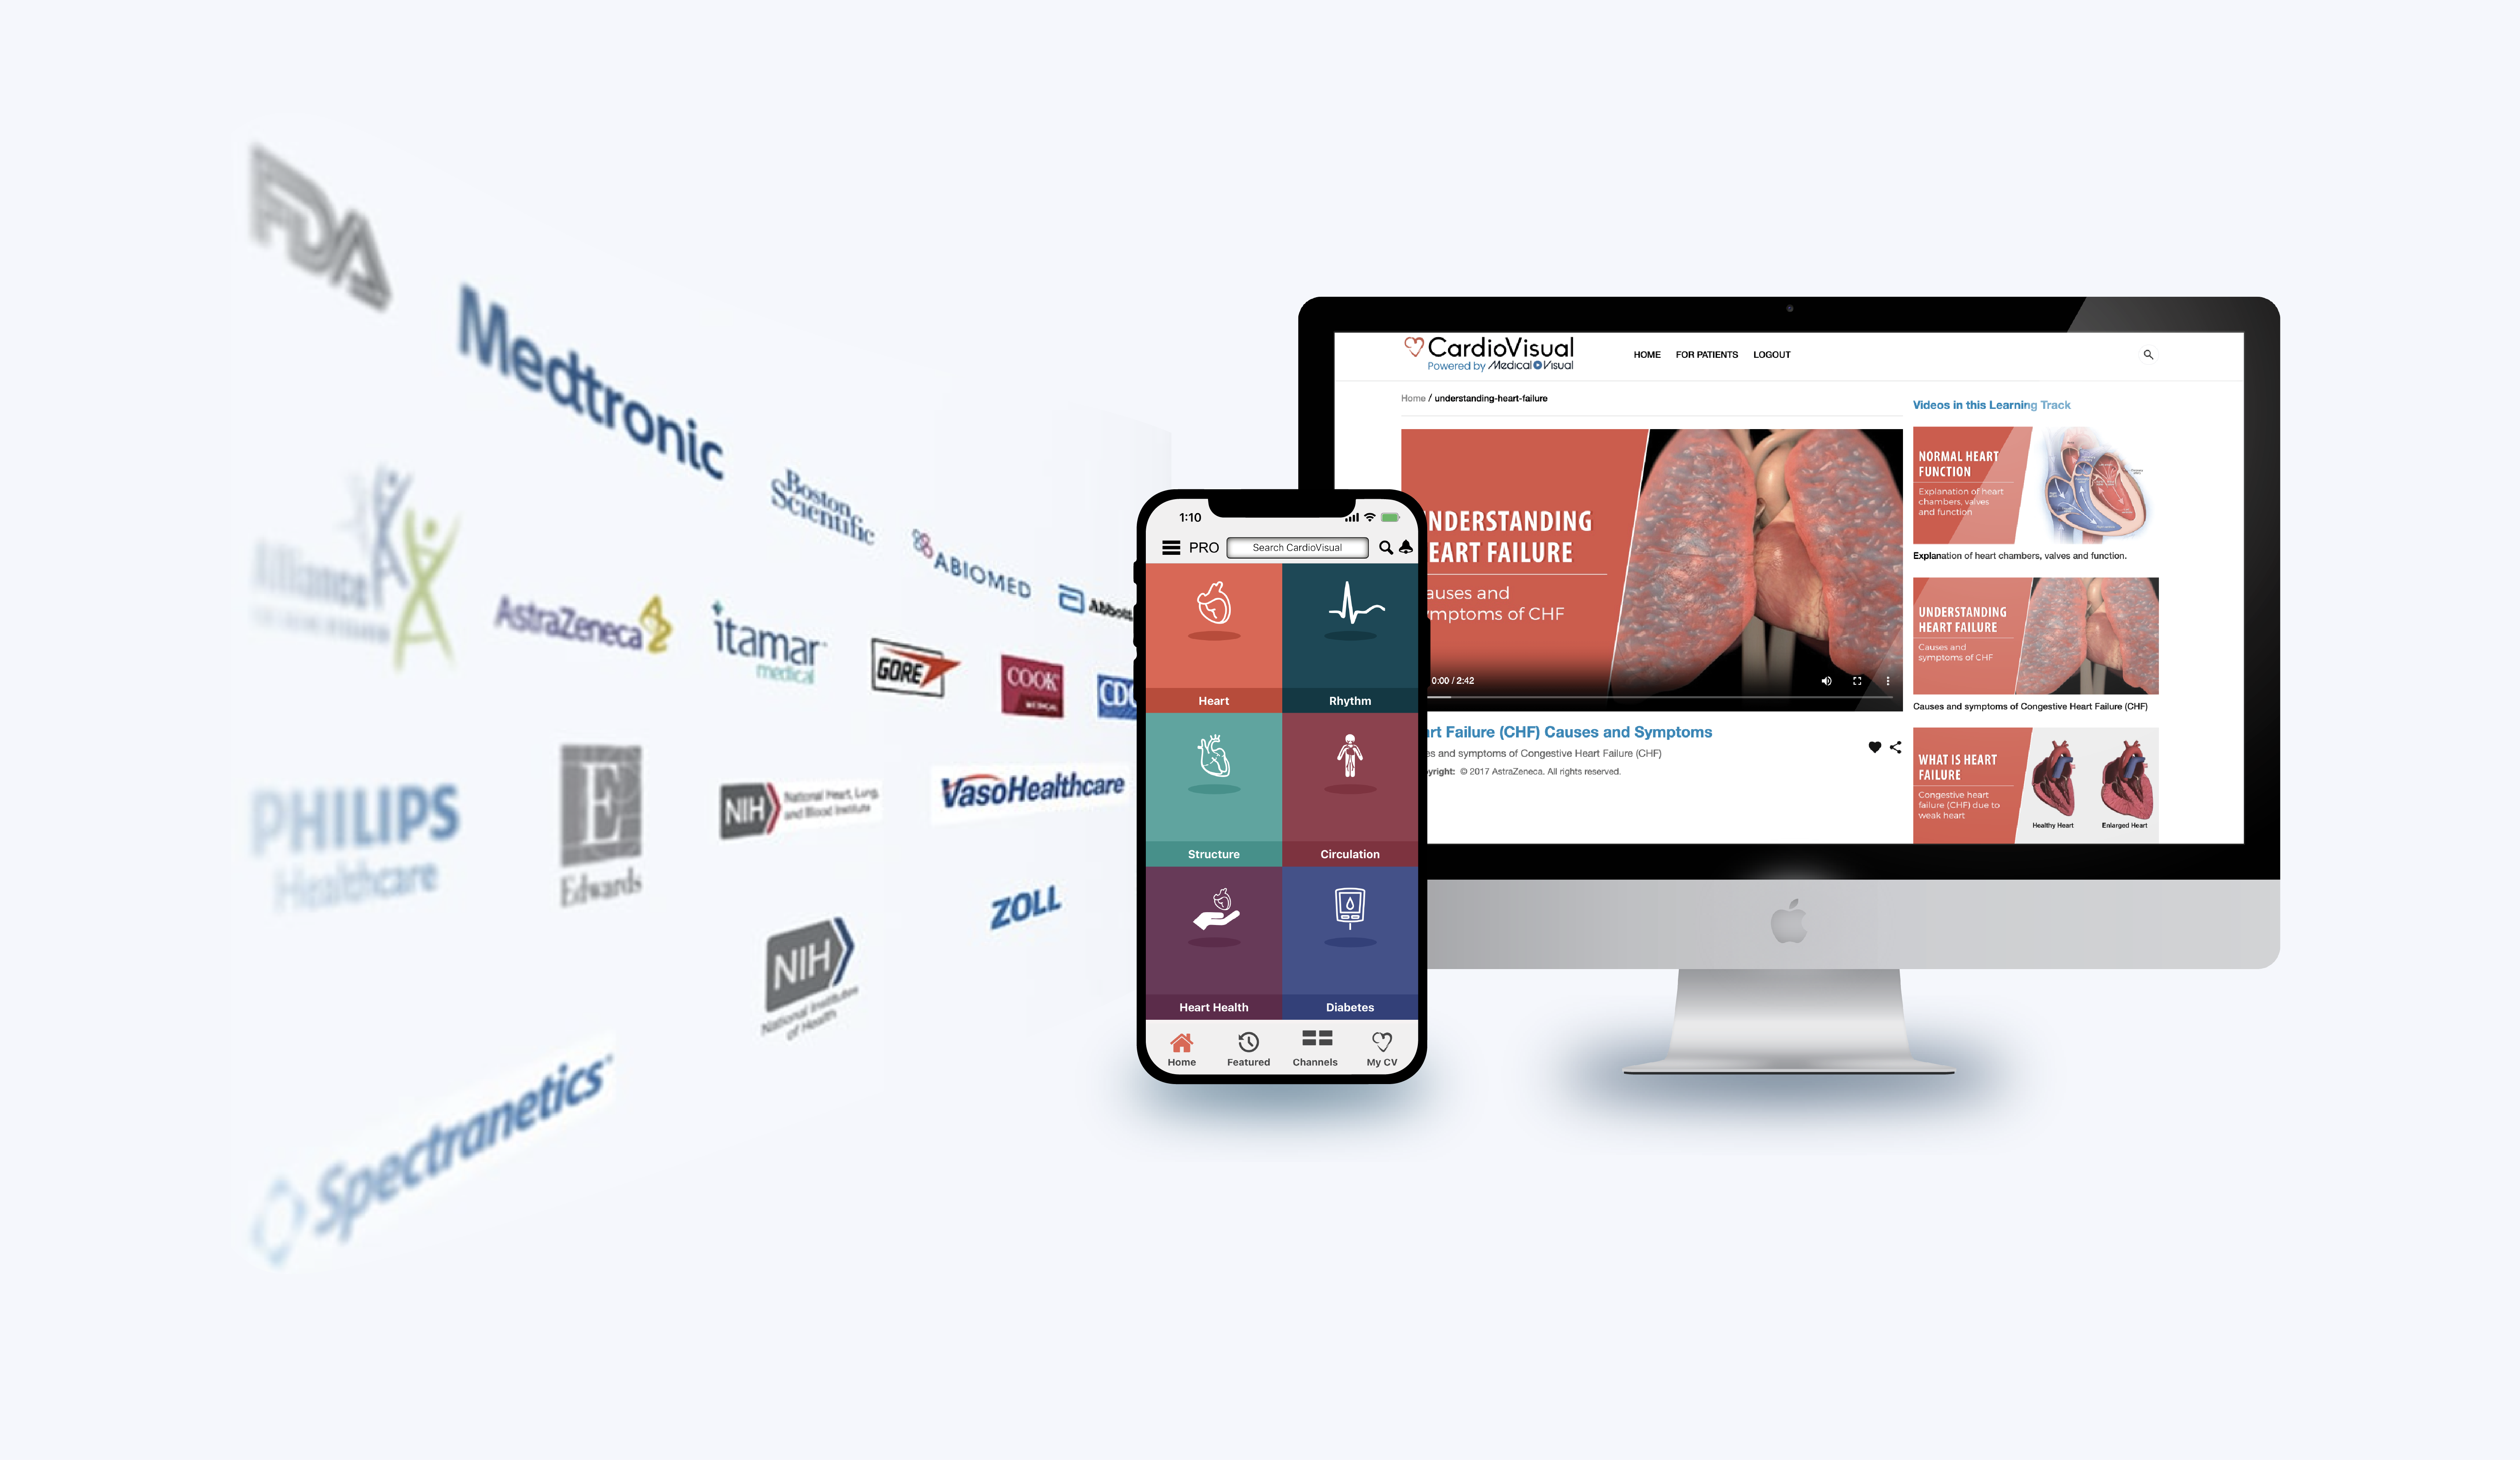 FDA
Medtronic
Boston
Scientific
ABIOMED
Abbott
Alliance
AstraZeneca
itamar
medical
GORE
COOK
MEDICAL
CDC
PHILIPS
Healthcare
E
Edwards
NIH
National Heart, Lung,
and Blood Institute
VasoHealthcare
ZOLL
NIH
National Institutes
of Health
Spectranetics
1:10
PRO
Search CardioVisual
Heart
Rhythm
Structure
Circulation
Heart Health
Diabetes
Home
Featured
Channels
My CV
CardioVisual
Powered by Medical Visual
HOME
FOR PATIENTS
LOGOUT
Home / understanding-heart-failure
NDERSTANDING
EART FAILURE
auses and
mptoms of CHF
0:00 / 2:42
rt Failure (CHF) Causes and Symptoms
es and symptoms of Congestive Heart Failure (CHF)
yright: © 2017 AstraZeneca. All rights reserved.
Videos in this Learning Track
NORMAL HEART
FUNCTION
Explanation of heart
chambers, valves
and function
Explanation of heart chambers, valves and function.
UNDERSTANDING
HEART FAILURE
Causes and
symptoms of CHF
Causes and symptoms of Congestive Heart Failure (CHF)
WHAT IS HEART
FAILURE
Congestive heart
failure (CHF) due to
weak heart
Healthy Heart
Enlarged Heart